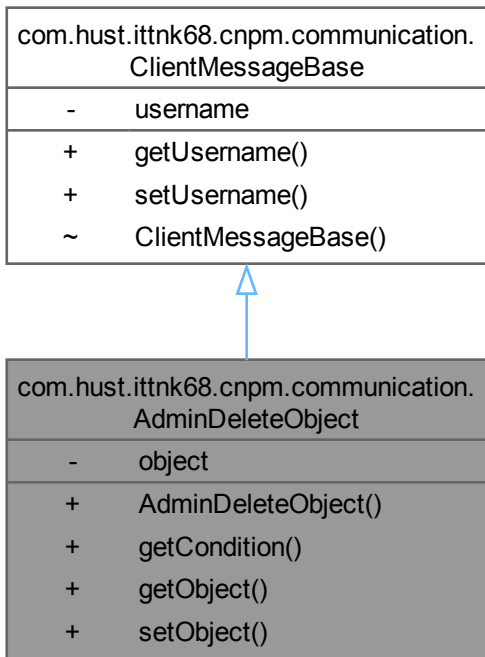 com.hust.ittnk68.cnpm.communication.
ClientMessageBase
- username
+ getUsername()
+ setUsername()
~ ClientMessageBase()
com.hust.ittnk68.cnpm.communication.
AdminDeleteObject
- object
+ AdminDeleteObject()
+ getCondition()
+ getObject()
+ setObject()